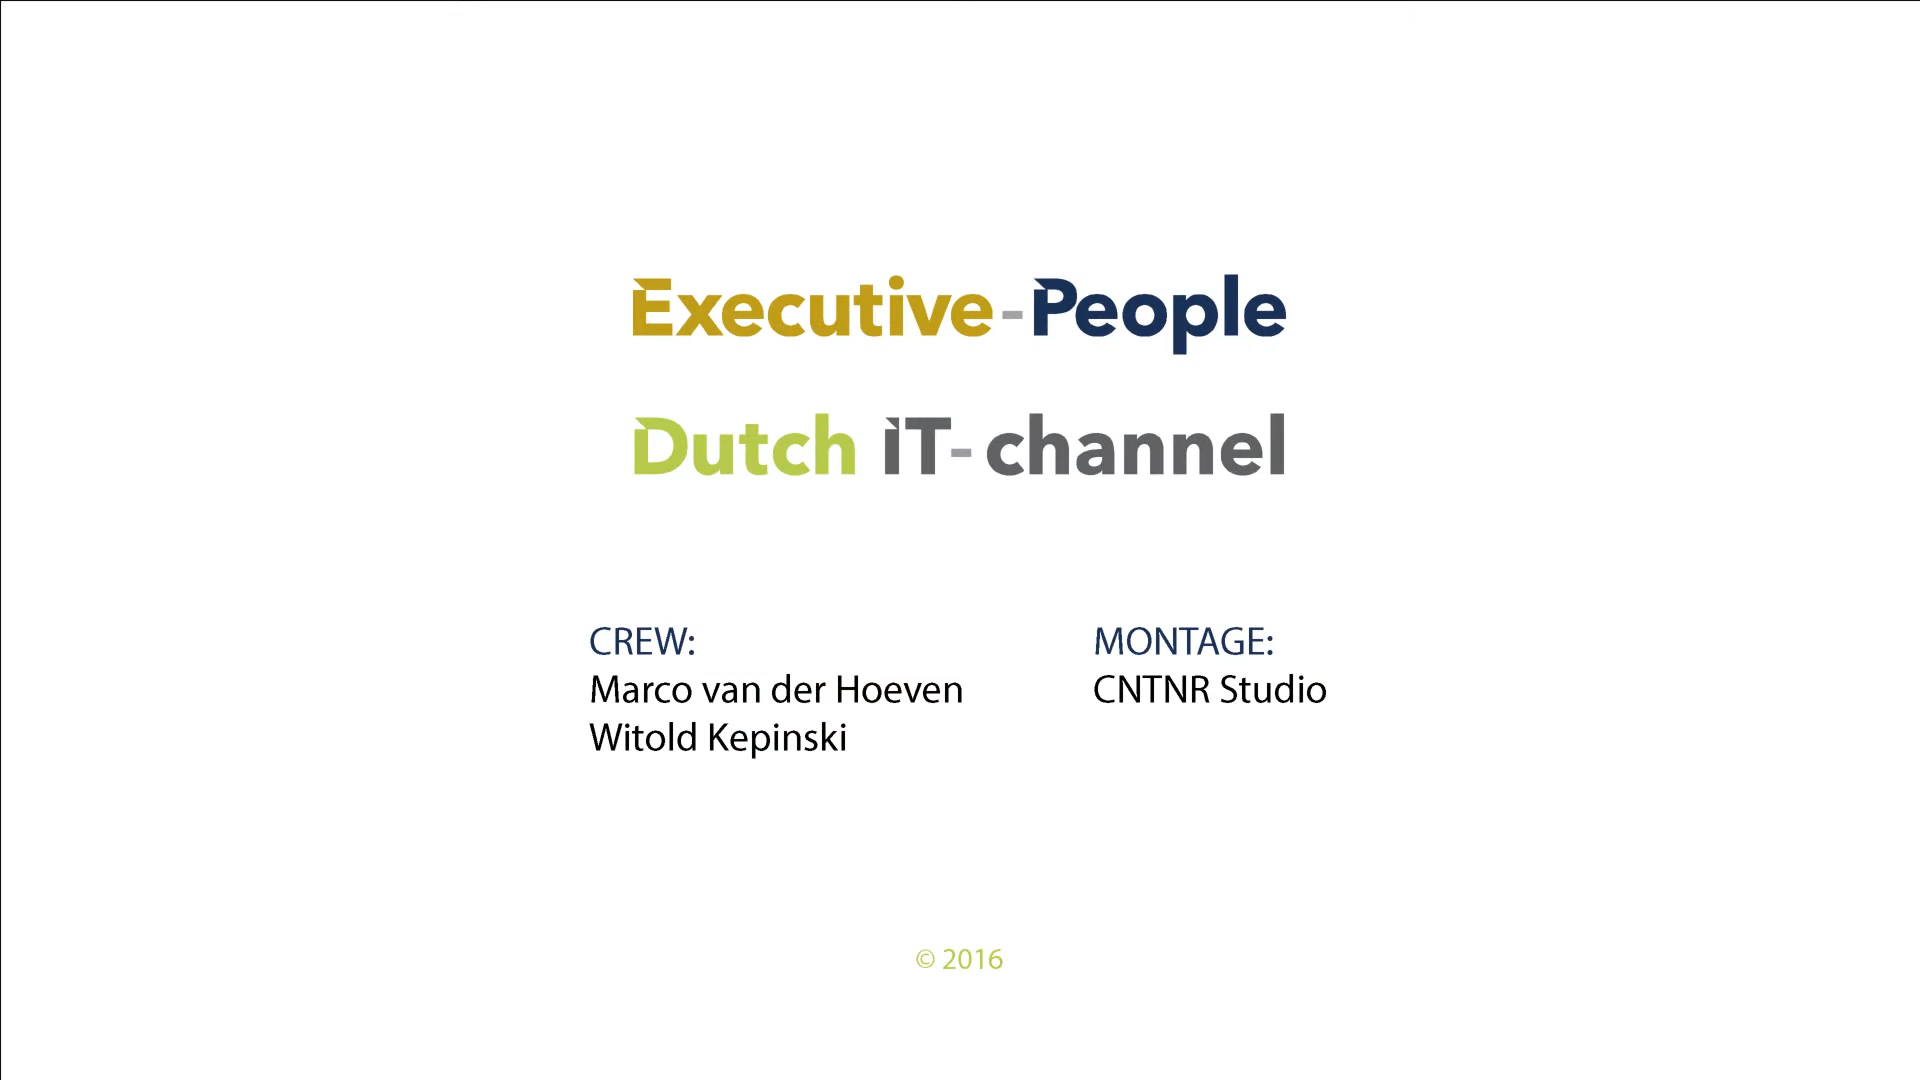 Executive-People
Dutch IT-channel
CREW:
Marco van der Hoeven
Witold Kepinski
MONTAGE:
CNTNR Studio
© 2016